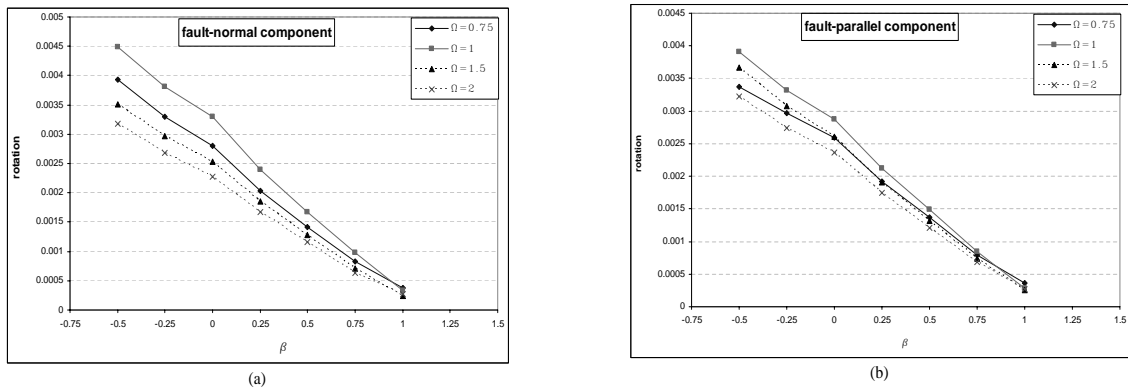 fault-normal component
Ω=0.75
Ω=1
Ω=1.5
Ω=2
0.005
0.0045
0.004
0.0035
0.003
0.0025
0.002
0.0015
0.001
0.0005
0
rotation
-0.75 -0.5 -0.25 0 0.25 0.5 0.75 1 1.25 1.5
β
(a)
fault-parallel component
Ω=0.75
Ω=1
Ω=1.5
Ω=2
0.0045
0.004
0.0035
0.003
0.0025
0.002
0.0015
0.001
0.0005
0
rotation
-0.75 -0.5 -0.25 0 0.25 0.5 0.75 1 1.25 1.5
β
(b)